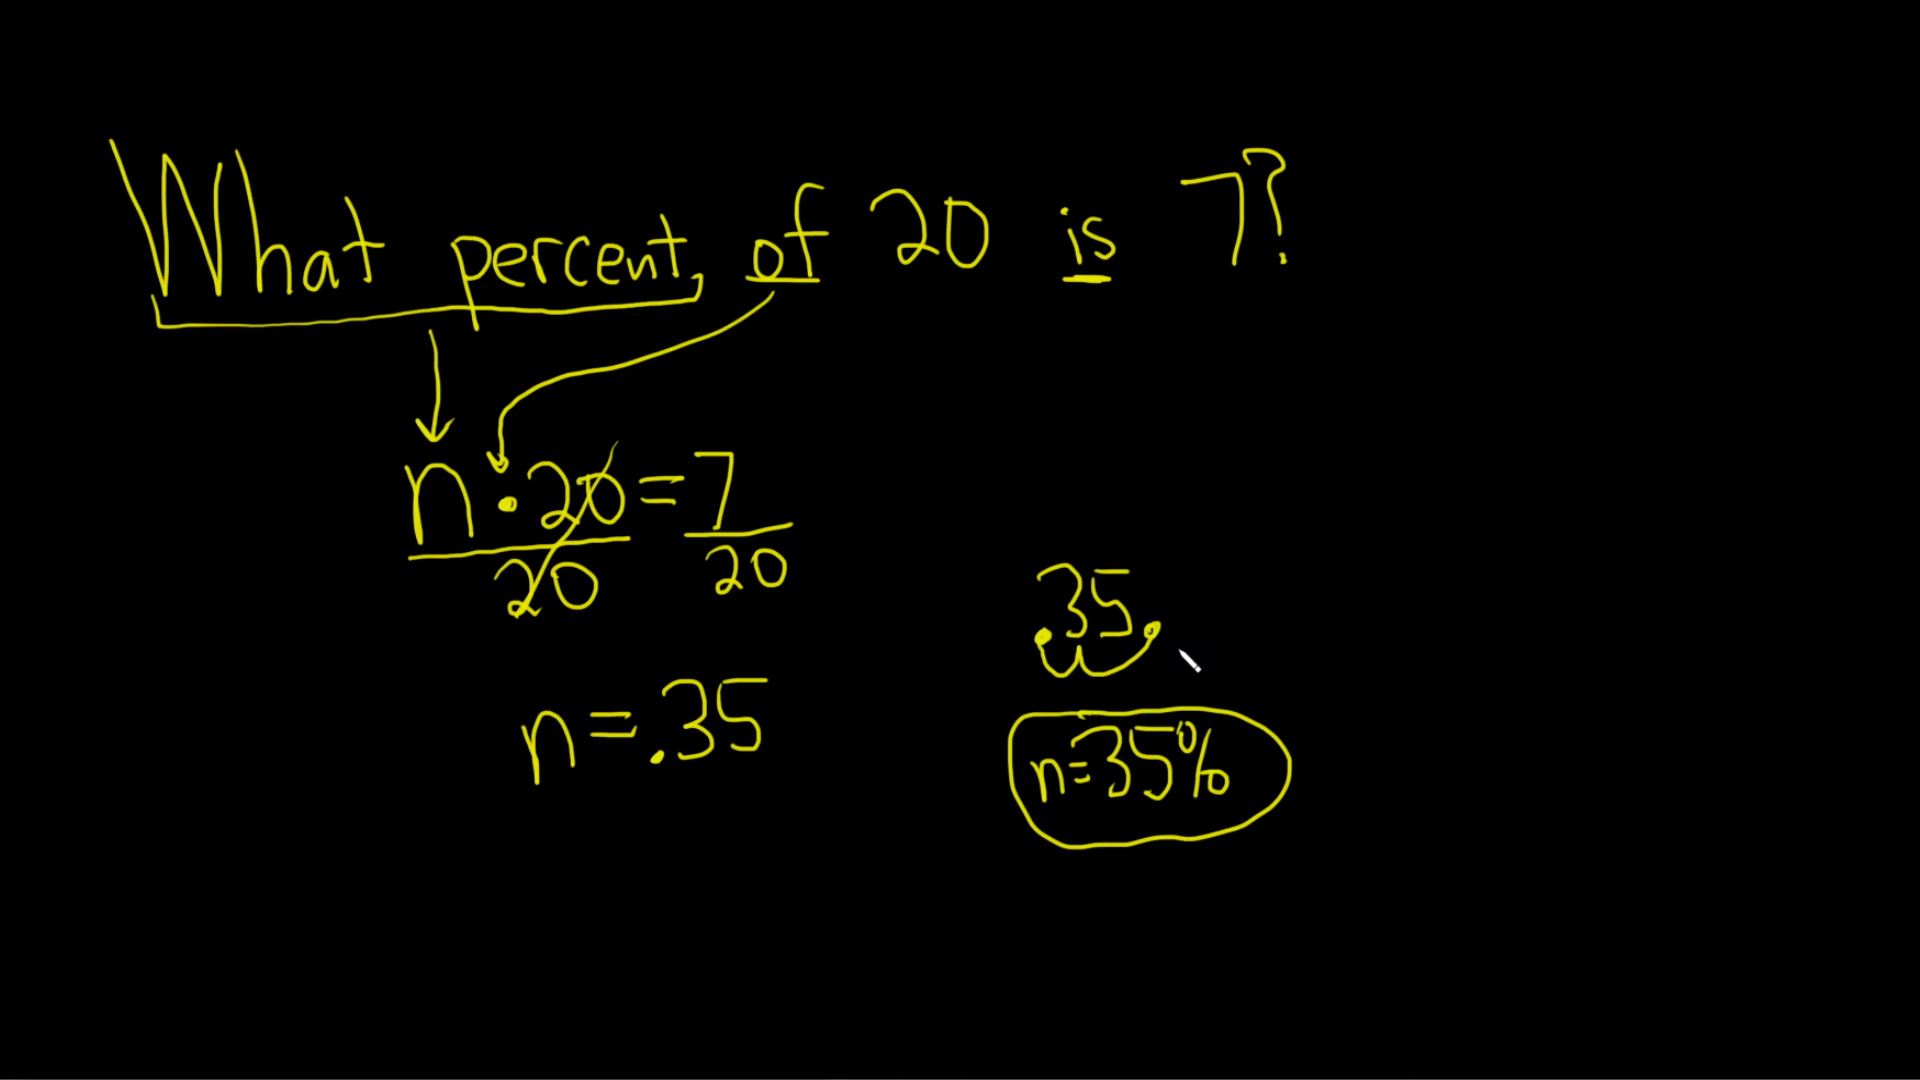 What percent of 20 is 7?
n · 20 = 7
20 20
n = .35
.35.
n = 35%